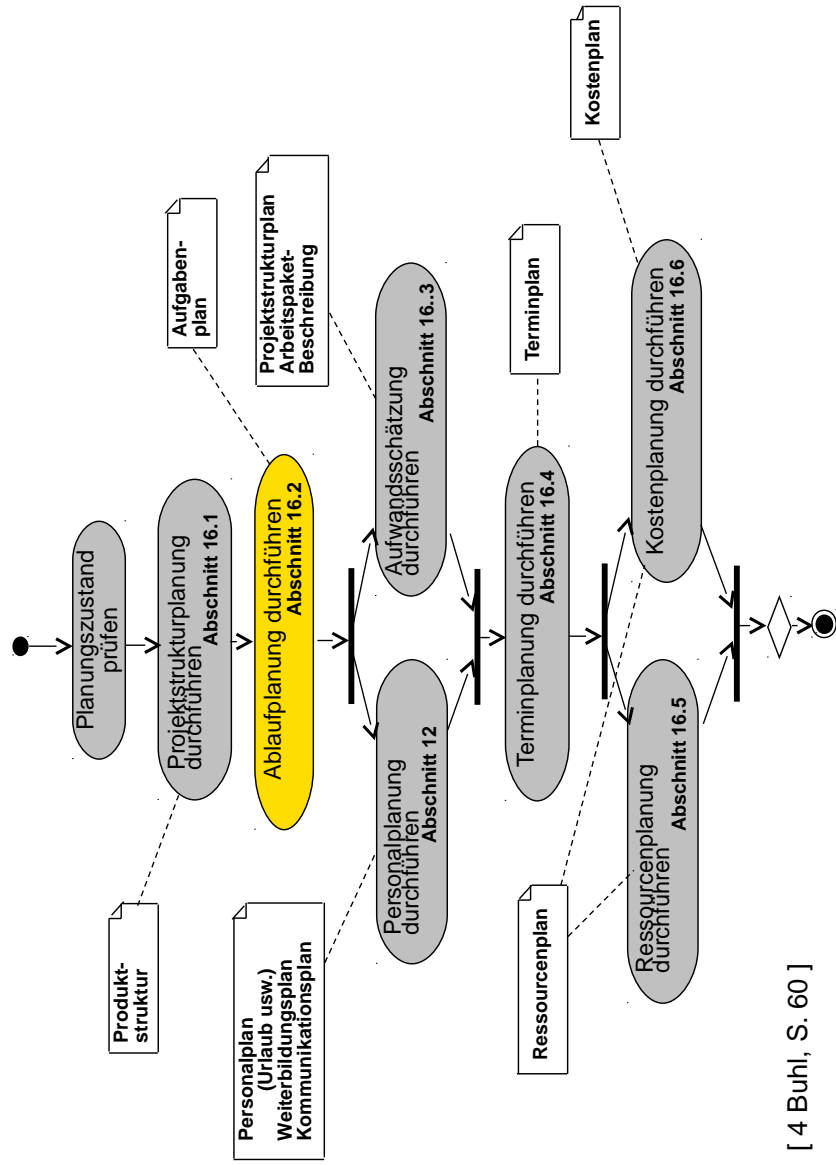 Planungszustand
prüfen
Produkt-
struktur
Projektstrukturplanung
durchführen
Abschnitt 16.1
Aufgaben-
plan
Ablaufplanung durchführen
Abschnitt 16.2
Personalplan
(Urlaub usw.)
Weiterbildungsplan
Kommunikationsplan
Personalplanung
durchführen
Abschnitt 12
Aufwandsschätzung
durchführen
Abschnitt 16..3
Projektstrukturplan
Arbeitspaket-
Beschreibung
Terminplanung durchführen
Abschnitt 16.4
Terminplan
Ressourcenplan
Ressourcenplanung
durchführen
Abschnitt 16.5
Kostenplanung durchführen
Abschnitt 16.6
Kostenplan
[ 4 Buhl, S. 60 ]